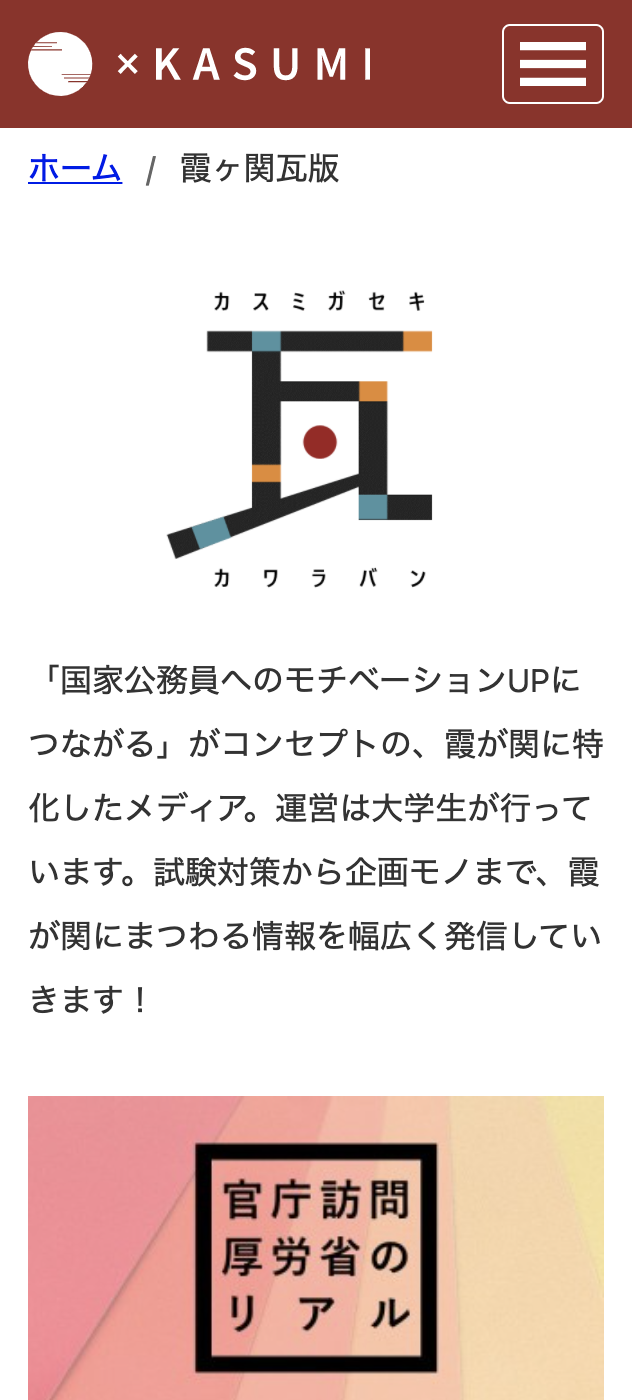 ×KASUMI
ホーム / 霞ヶ関瓦版
カスミガセキ
瓦
カワラバン
「国家公務員へのモチベーションUPに
つながる」がコンセプトの、霞が関に特
化したメディア。運営は大学生が行って
います。試験対策から企画モノまで、霞
が関にまつわる情報を幅広く発信してい
きます！
官庁訪問
厚労省の
リアル